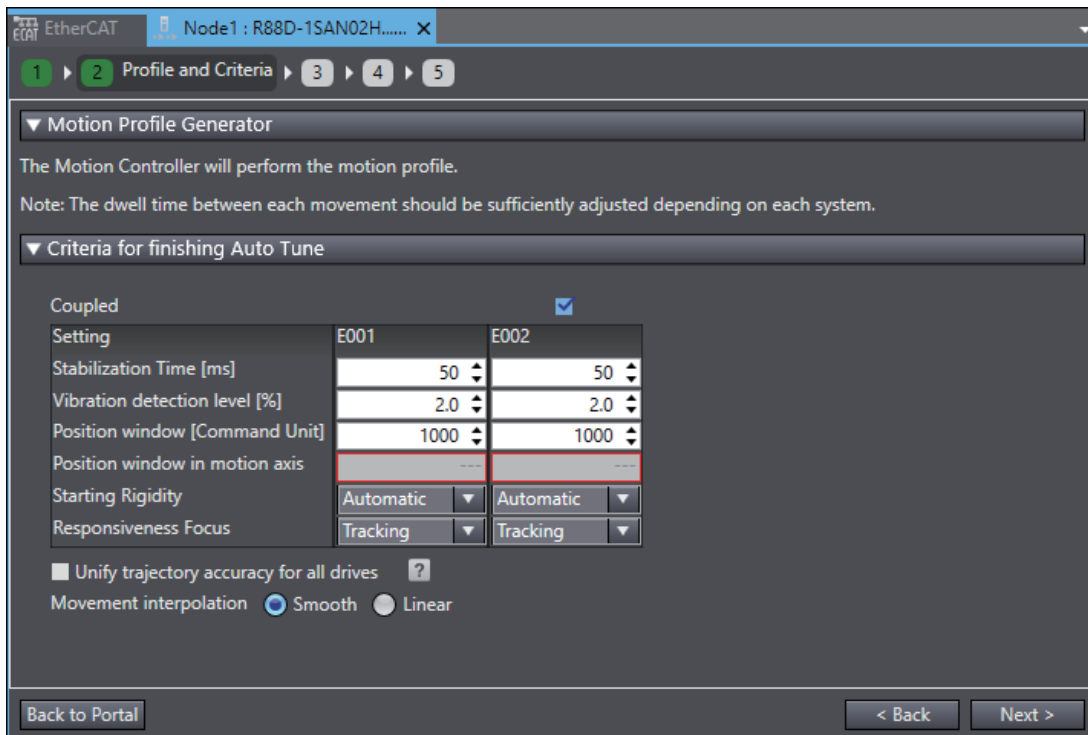 ECAT EtherCAT Node1 : R88D-1SAN02H...... X
1 2 Profile and Criteria 3 4 5
Motion Profile Generator
The Motion Controller will perform the motion profile.
Note: The dwell time between each movement should be sufficiently adjusted depending on each system.
Criteria for finishing Auto Tune
Coupled
Setting E001 E002
Stabilization Time [ms] 50 50
Vibration detection level [%] 2.0 2.0
Position window [Command Unit] 1000 1000
Position window in motion axis --- ---
Starting Rigidity Automatic Automatic
Responsiveness Focus Tracking Tracking
Unify trajectory accuracy for all drives ?
Movement interpolation Smooth Linear
Back to Portal < Back Next >